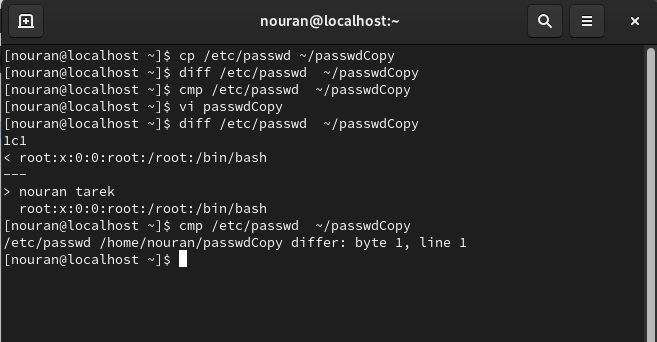 nouran@localhost:~
[nouran@localhost ~]$ cp /etc/passwd ~/passwdCopy
[nouran@localhost ~]$ diff /etc/passwd  ~/passwdCopy
[nouran@localhost ~]$ cmp /etc/passwd  ~/passwdCopy
[nouran@localhost ~]$ vi passwdCopy
[nouran@localhost ~]$ diff /etc/passwd  ~/passwdCopy
1c1
< root:x:0:0:root:/root:/bin/bash
---
> nouran tarek
  root:x:0:0:root:/root:/bin/bash
[nouran@localhost ~]$ cmp /etc/passwd  ~/passwdCopy
/etc/passwd /home/nouran/passwdCopy differ: byte 1, line 1
[nouran@localhost ~]$